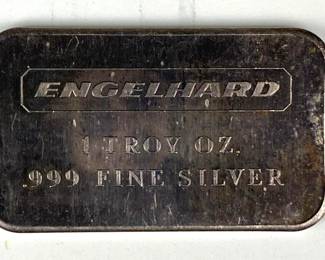 ENGELHARD
1 TROY OZ.
.999 FINE SILVER